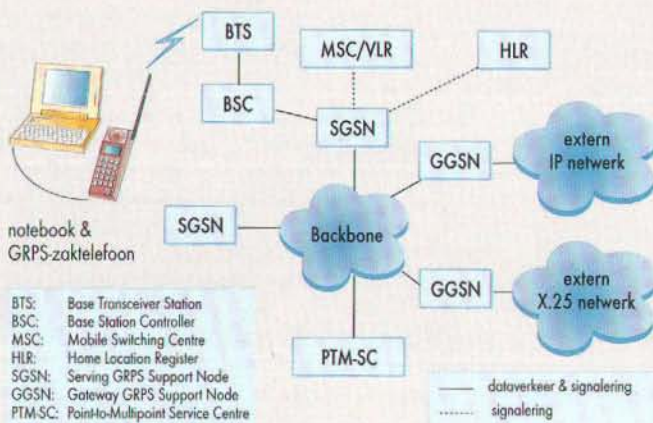 BTS
MSC/VLR
HLR
BSC
SGSN
GGSN
extern
IP netwerk
notebook &
GRPS-zaktelefoon
SGSN
Backbone
GGSN
extern
X.25 netwerk
PTM-SC
BTS: Base Transceiver Station
BSC: Base Station Controller
MSC: Mobile Switching Centre
HLR: Home Location Register
SGSN: Serving GRPS Support Node
GGSN: Gateway GRPS Support Node
PTM-SC: Point-to-Multipoint Service Centre
dataverkeer & signalering
signalering